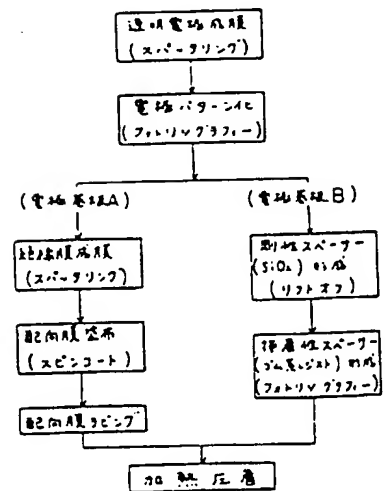 透明電極成膜
(スパッタリング)
電極パターン化
(フォトリソグラフィー)
(電極基板A)
(電極基板B)
絶縁膜成膜
(スパッタリング)
配向膜塗布
(スピンコート)
配向膜ラビング
剛性スペーサー
(SiO₂) 形成
(リフトオフ)
接着性スペーサー
(ゴム系レジスト) 形成
(フォトリソグラフィー)
加熱圧着